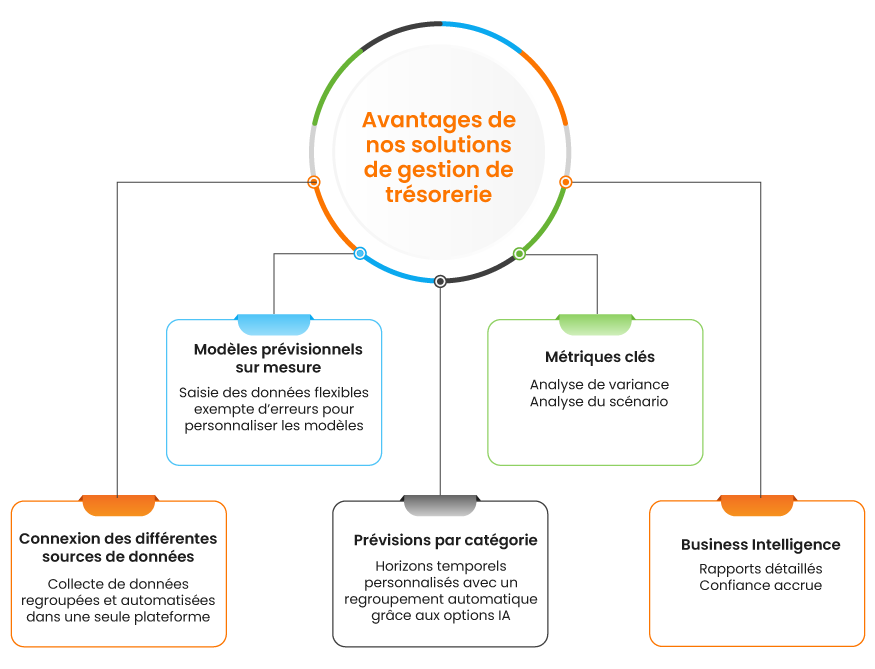 Avantages de
nos solutions
de gestion de
trésorerie
Modèles prévisionnels
sur mesure
Saisie des données flexibles
exempte d'erreurs pour
personnaliser les modèles
Métriques clés
Analyse de variance
Analyse du scénario
Connexion des différentes
sources de données
Collecte de données
regroupées et automatisées
dans une seule plateforme
Prévisions par catégorie
Horizons temporels
personnalisés avec un
regroupement automatique
grâce aux options IA
Business Intelligence
Rapports détaillés
Confiance accrue